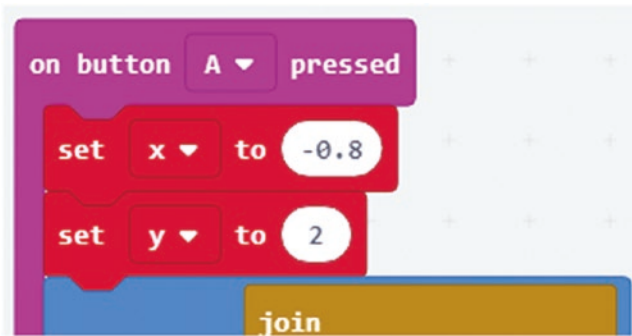 on button A pressed
set x to -0.8
set y to 2
join